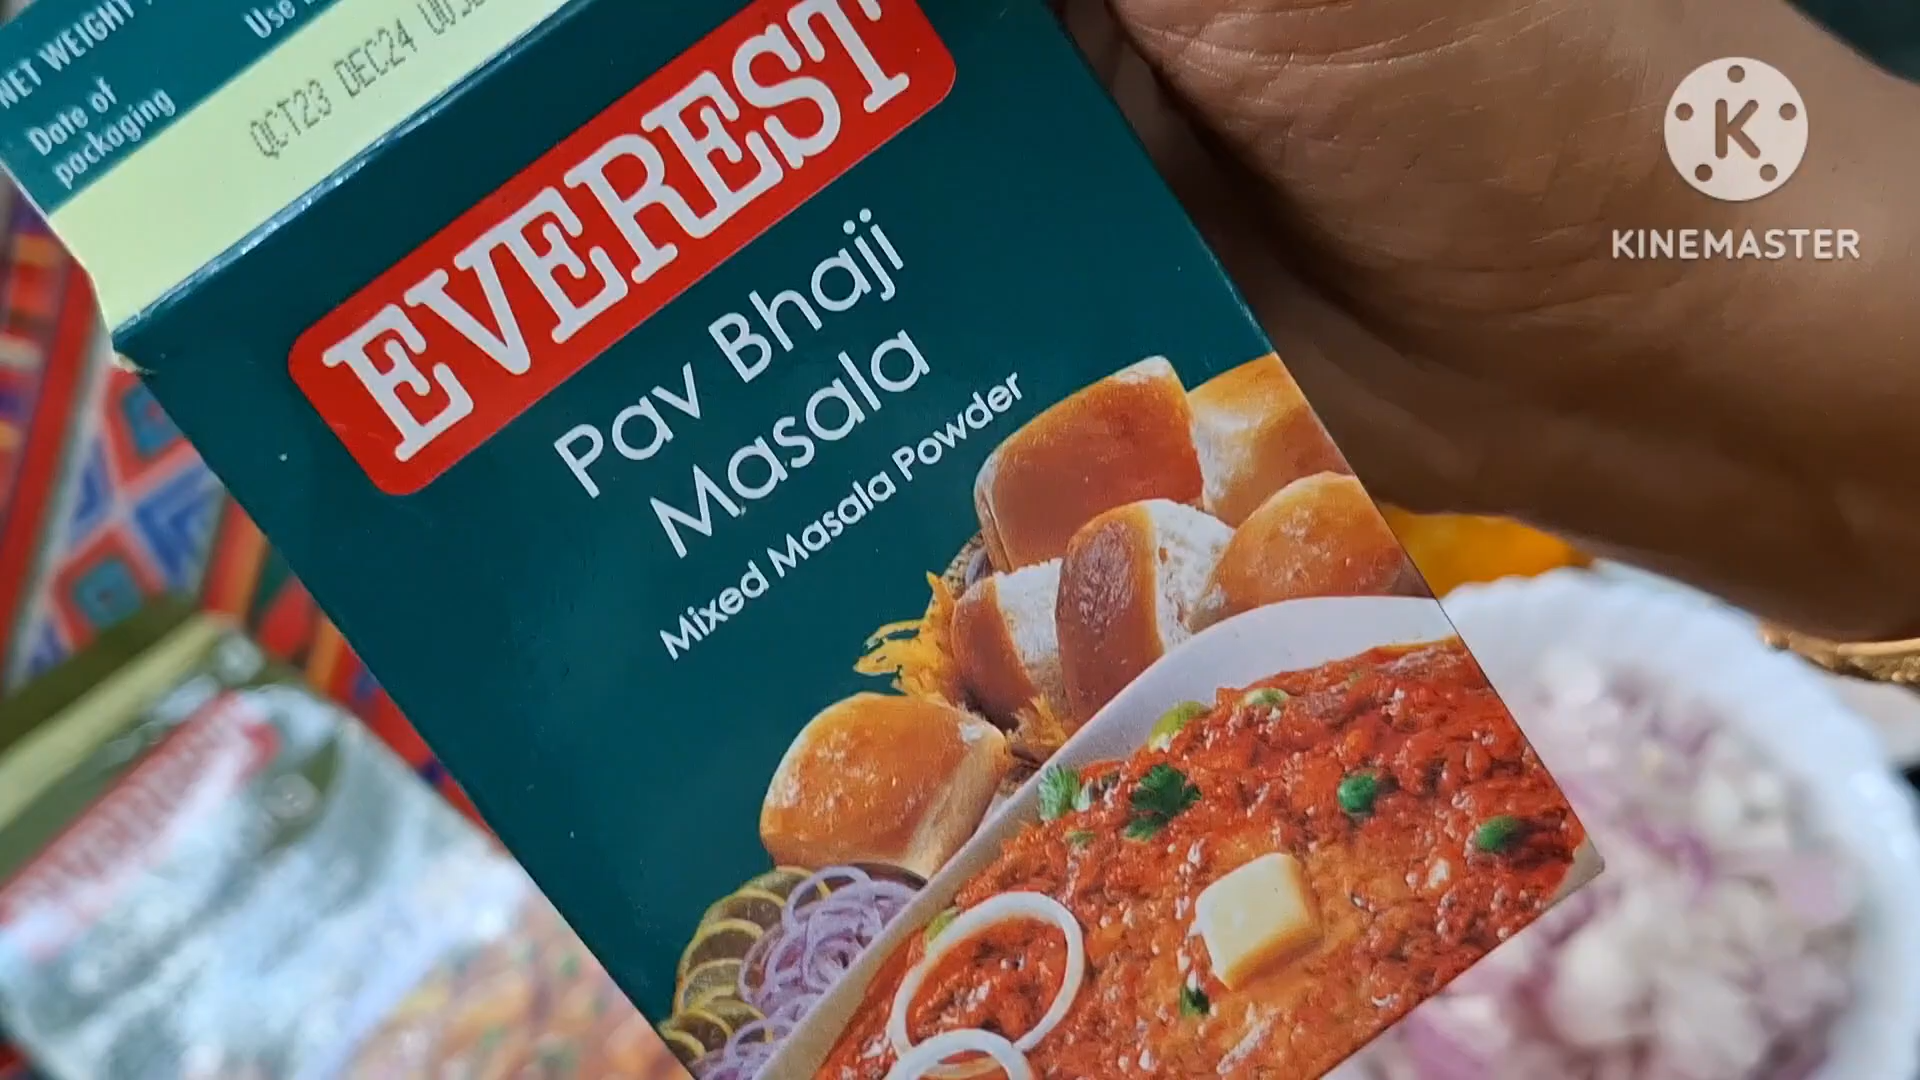 NET WEIGHT
Use
Date of
packaging
OCT23 DEC24
EVEREST
Pav Bhaji
Masala
Mixed Masala Powder
K
KINEMASTER